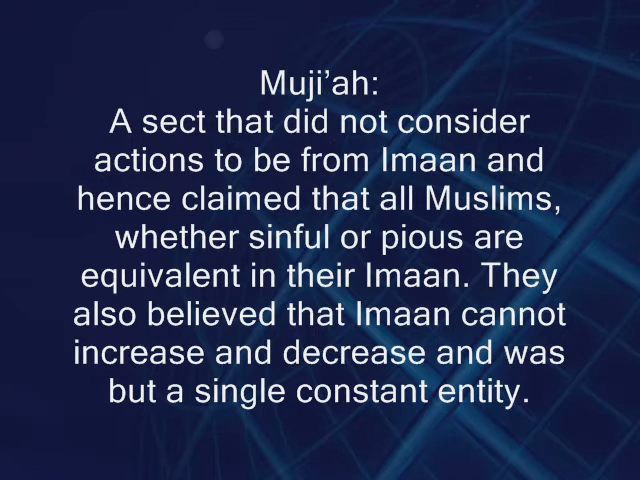 Muji’ah:
A sect that did not consider
actions to be from Imaan and
hence claimed that all Muslims,
whether sinful or pious are
equivalent in their Imaan. They
also believed that Imaan cannot
increase and decrease and was
but a single constant entity.